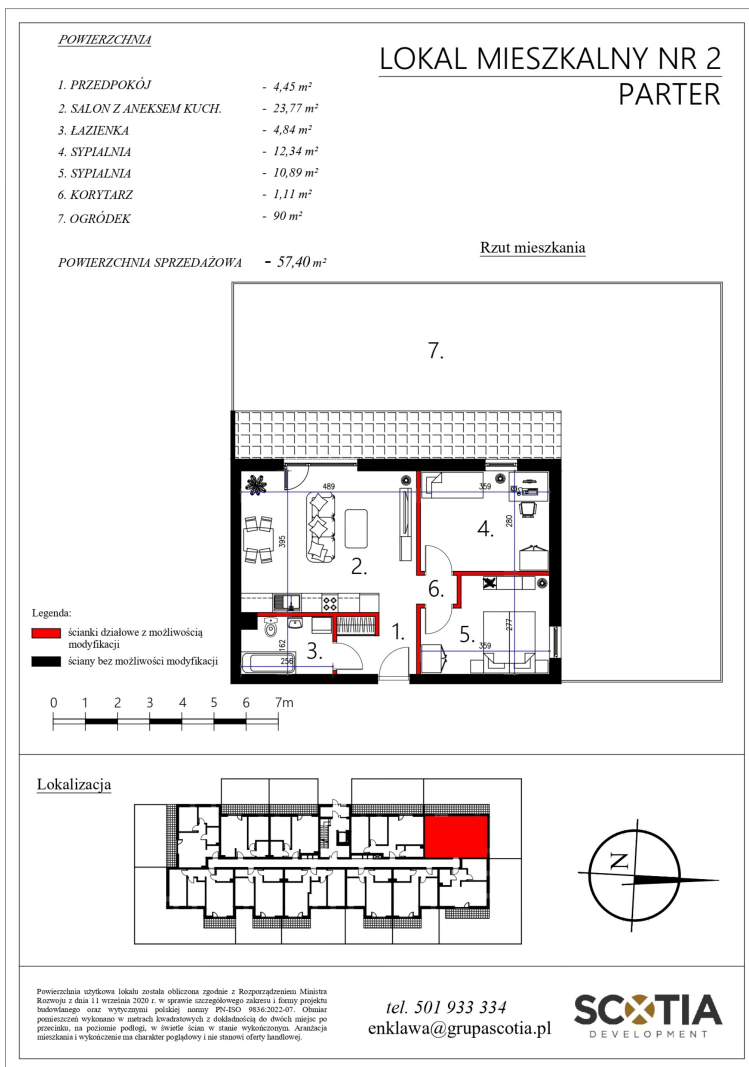 POWIERZCHNIA
LOKAL MIESZKALNY NR 2
PARTER
1. PRZEDPOKÓJ - 4,45 m²
2. SALON Z ANEKSEM KUCH. - 23,77 m²
3. ŁAZIENKA - 4,84 m²
4. SYPIALNIA - 12,34 m²
5. SYPIALNIA - 10,89 m²
6. KORYTARZ - 1,11 m²
7. OGRÓDEK - 90 m²
POWIERZCHNIA SPRZEDAŻOWA - 57,40 m²
Rzut mieszkania
7.
489
359
395
280
4.
2.
6.
1.
5.
277
359
162
256
3.
Legenda:
ścianki działowe z możliwością
modyfikacji
ściany bez możliwości modyfikacji
0 1 2 3 4 5 6 7m
Lokalizacja
N
Powierzchnia użytkowa lokalu została obliczona zgodnie z Rozporządzeniem Ministra
Rozwoju z dnia 11 września 2020 r. w sprawie szczegółowego zakresu i formy projektu
budowlanego oraz wytycznymi polskiej normy PN-ISO 9836:2022-07. Obmiar
pomieszczeń wykonano w metrach kwadratowych z dokładnością do dwóch miejsc po
przecinku, na poziomie podłogi, w świetle ścian w stanie wykończonym. Aranżacja
mieszkania i wykończenie ma charakter poglądowy i nie stanowi oferty handlowej.
tel. 501 933 334
enklawa@grupascotia.pl
SCOTIA
DEVELOPMENT